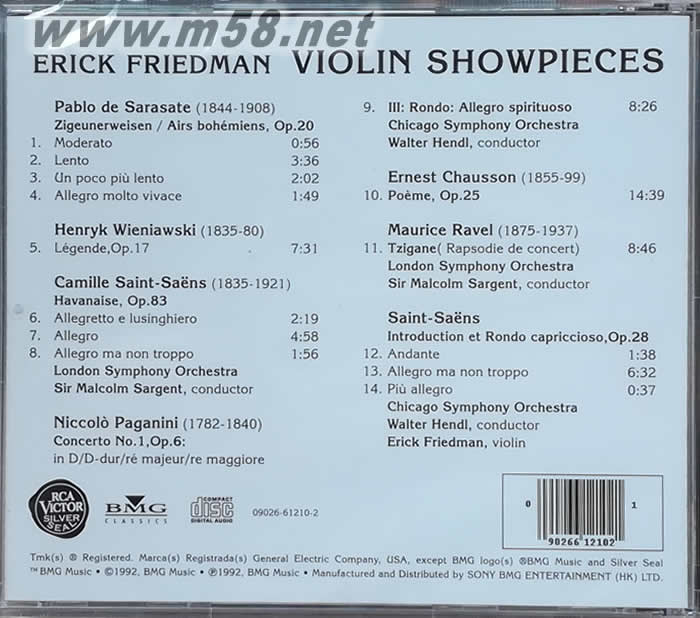 www.m58.net
ERICK FRIEDMAN VIOLIN SHOWPIECES
Pablo de Sarasate (1844-1908)
Zigeunerweisen / Airs bohémiens, Op.20
1. Moderato 0:56
2. Lento 3:36
3. Un poco più lento 2:02
4. Allegro molto vivace 1:49
Henryk Wieniawski (1835-80)
5. Légende,Op.17 7:31
Camille Saint-Saëns (1835-1921)
Havanaise, Op.83
6. Allegretto e lusinghiero 2:19
7. Allegro 4:58
8. Allegro ma non troppo 1:56
London Symphony Orchestra
Sir Malcolm Sargent, conductor
Niccolò Paganini (1782-1840)
Concerto No.1,Op.6:
in D/D-dur/ré majeur/re maggiore
9. III: Rondo: Allegro spirituoso 8:26
Chicago Symphony Orchestra
Walter Hendl, conductor
Ernest Chausson (1855-99)
10. Poème, Op.25 14:39
Maurice Ravel (1875-1937)
11. Tzigane( Rapsodie de concert) 8:46
London Symphony Orchestra
Sir Malcolm Sargent, conductor
Saint-Saëns
Introduction et Rondo capriccioso,Op.28
12. Andante 1:38
13. Allegro ma non troppo 6:32
14. Più allegro 0:37
Chicago Symphony Orchestra
Walter Hendl, conductor
Erick Friedman, violin
RCA
VICTOR
SILVER
SEAL
BMG
CLASSICS
COMPACT
disc
DIGITAL AUDIO
09026-61210-2
0 1
90266 12102
Tmk(s) ® Registered. Marca(s) Registrada(s) General Electric Company, USA, except BMG logo(s) ®BMG Music and Silver Seal
™BMG Music • ©1992, BMG Music • ℗1992, BMG Music • Manufactured and Distributed by SONY BMG ENTERTAINMENT (HK) LTD.